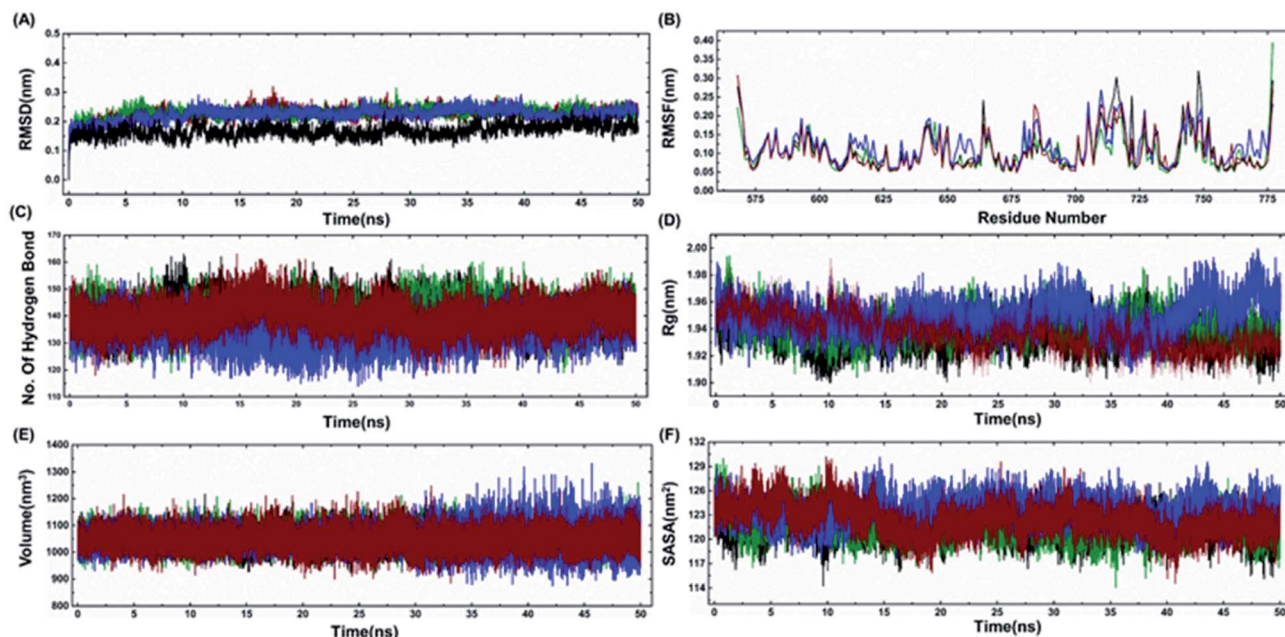 (A)
0.5
0.4
0.3
0.2
0.1
0.0
RMSD(nm)
0 5 10 15 20 25 30 35 40 45 50
Time(ns)
(B)
0.40
0.35
0.30
0.25
0.20
0.15
0.10
0.05
0.00
RMSF(nm)
575 600 625 650 675 700 725 750 775
Residue Number
(C)
170
160
150
140
130
120
110
No. Of Hydrogen Bond
0 5 10 15 20 25 30 35 40 45 50
Time(ns)
(D)
2.00
1.98
1.96
1.94
1.92
1.90
Rg(nm)
0 5 10 15 20 25 30 35 40 45 50
Time(ns)
(E)
1400
1300
1200
1100
1000
900
800
Volume(nm³)
0 5 10 15 20 25 30 35 40 45 50
Time(ns)
(F)
132
129
126
123
120
117
114
SASA(nm²)
0 5 10 15 20 25 30 35 40 45 50
Time(ns)